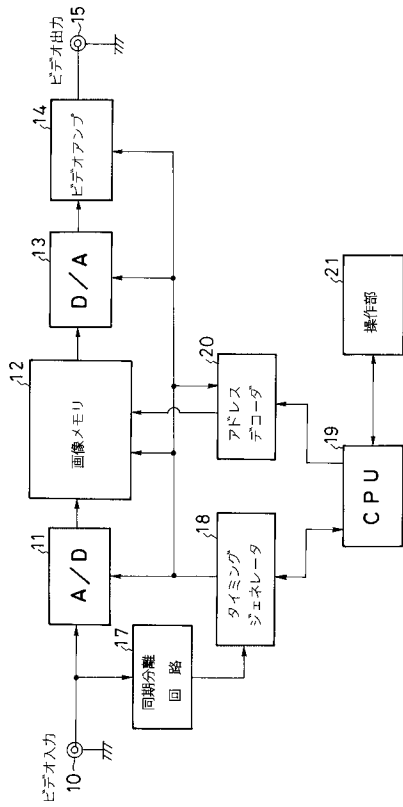 ビデオ入力
10
11
A/D
12
画像メモリ
13
D/A
14
ビデオアンプ
ビデオ出力
15
17
同期分離
回路
18
タイミング
ジェネレータ
20
アドレス
デコーダ
19
CPU
21
操作部